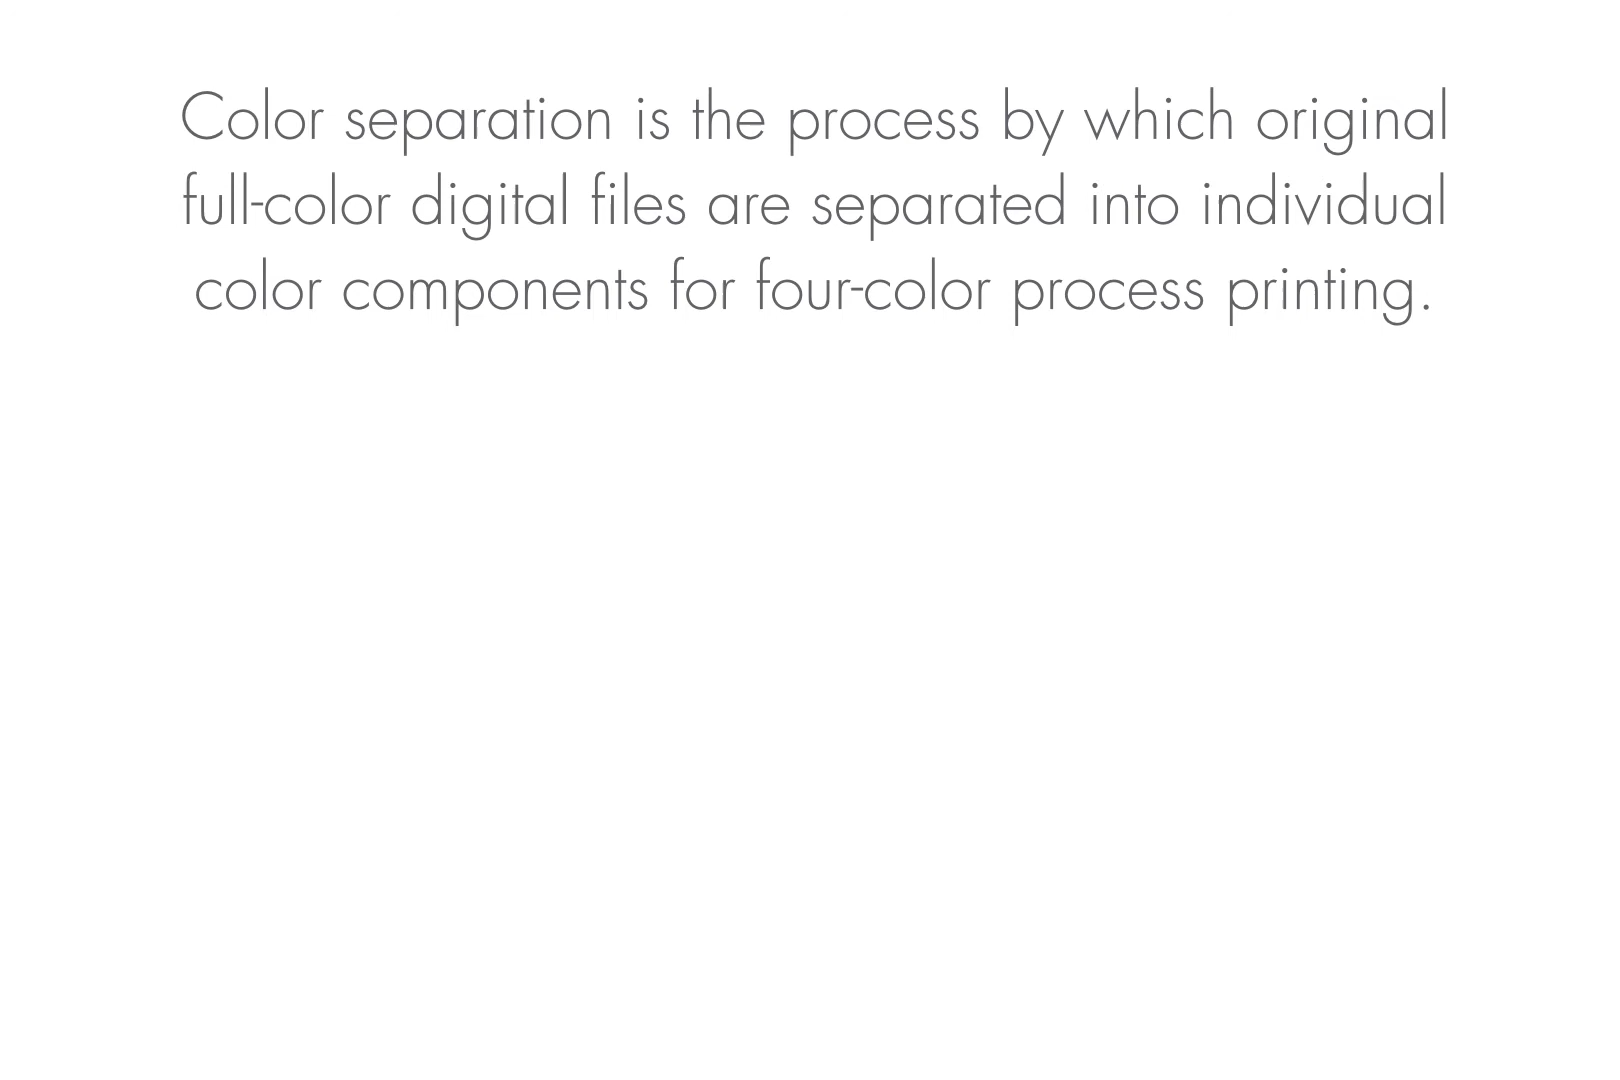 Color separation is the process by which original
full-color digital files are separated into individual
color components for four-color process printing.